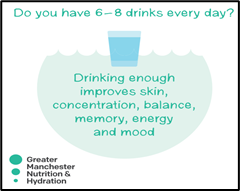 Do you have 6–8 drinks every day?
Drinking enough
improves skin,
concentration, balance,
memory, energy
and mood
Greater
Manchester
Nutrition &
Hydration